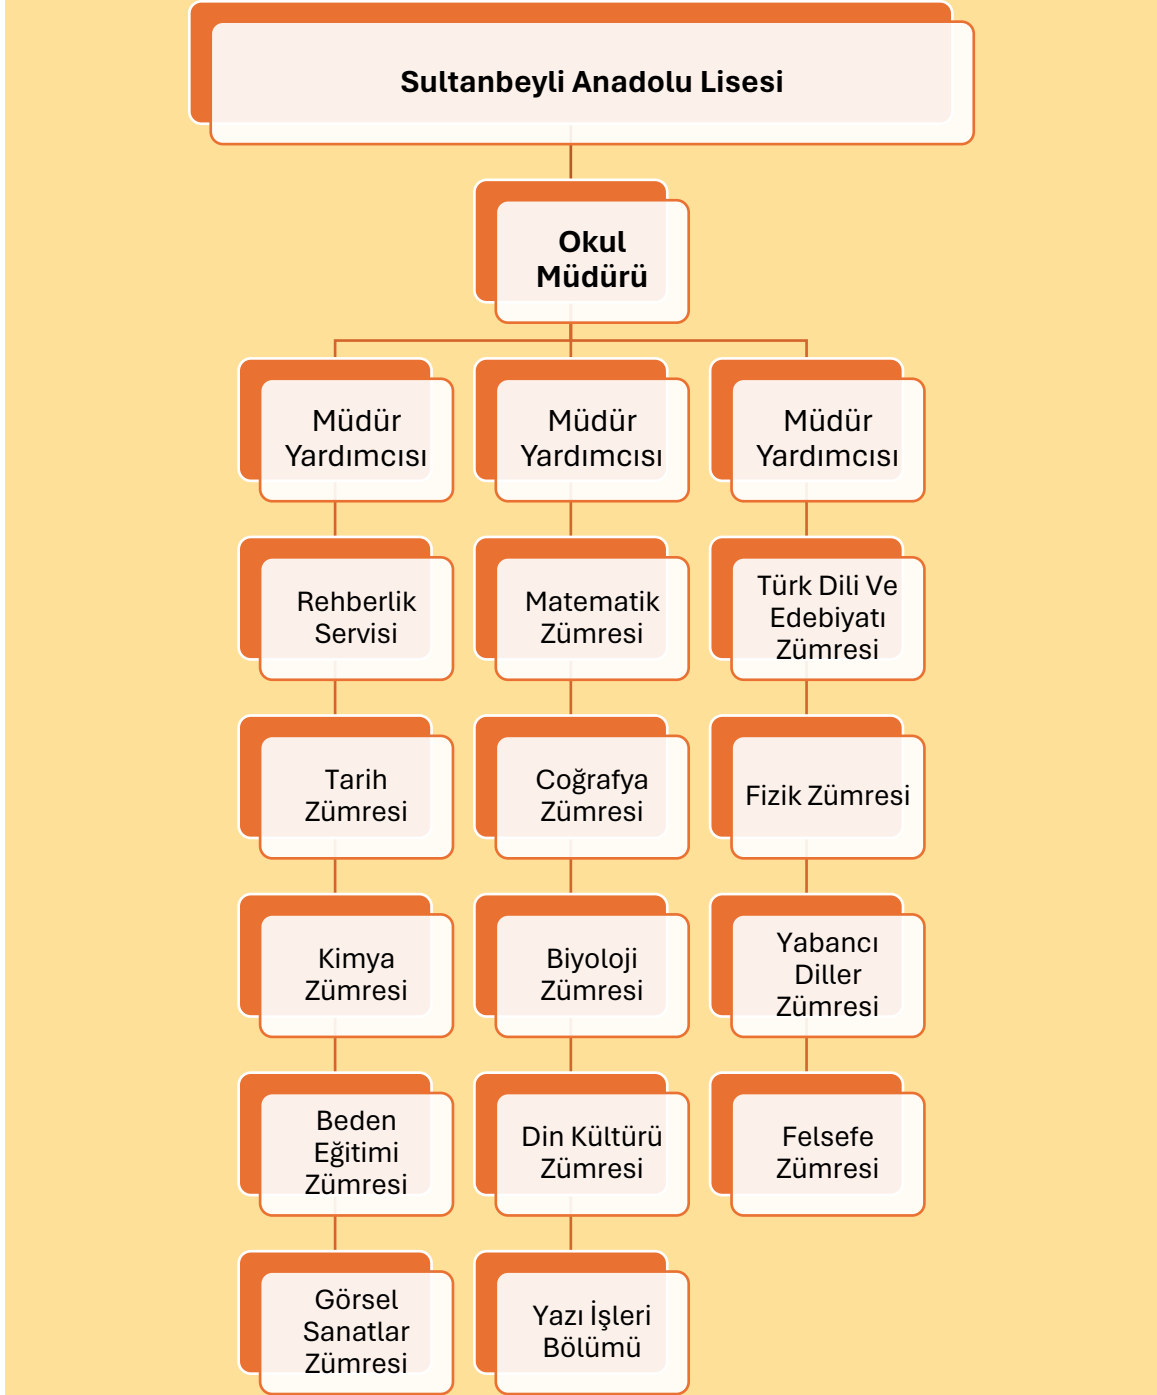 Sultanbeyli Anadolu Lisesi
Okul
Müdürü
Müdür
Yardımcısı
Müdür
Yardımcısı
Müdür
Yardımcısı
Rehberlik
Servisi
Matematik
Zümresi
Türk Dili Ve
Edebiyatı
Zümresi
Tarih
Zümresi
Coğrafya
Zümresi
Fizik Zümresi
Kimya
Zümresi
Biyoloji
Zümresi
Yabancı
Diller
Zümresi
Beden
Eğitimi
Zümresi
Din Kültürü
Zümresi
Felsefe
Zümresi
Görsel
Sanatlar
Zümresi
Yazı İşleri
Bölümü